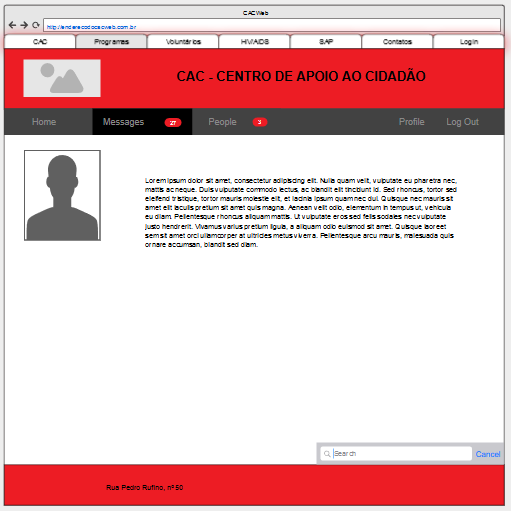 CACWeb
http://enderecodocacweb.com.br
CAC Programas Voluntários HIV/AIDS SAP Contatos Login
CAC - CENTRO DE APOIO AO CIDADÃO
Home Messages 27 People 3 Profile Log Out
Lorem ipsum dolor sit amet, consectetur adipiscing elit. Nulla quam velit, vulputate eu pharetra nec,
mattis ac neque. Duis vulputate commodo lectus, ac blandit elit tincidunt id. Sed rhoncus, tortor sed
eleifend tristique, tortor mauris molestie elit, et lacinia ipsum quam nec dui. Quisque nec mauris sit
amet elit iaculis pretium sit amet quis magna. Aenean velit odio, elementum in tempus ut, vehicula
eu diam. Pellentesque rhoncus aliquam mattis. Ut vulputate eros sed felis sodales nec vulputate
justo hendrerit. Vivamus varius pretium ligula, a aliquam odio euismod sit amet. Quisque laoreet
sem sit amet orci ullamcorper at ultricies metus viverra. Pellentesque arcu mauris, malesuada quis
ornare accumsan, blandit sed diam.
Search Cancel
Rua Pedro Rufino, nº 50